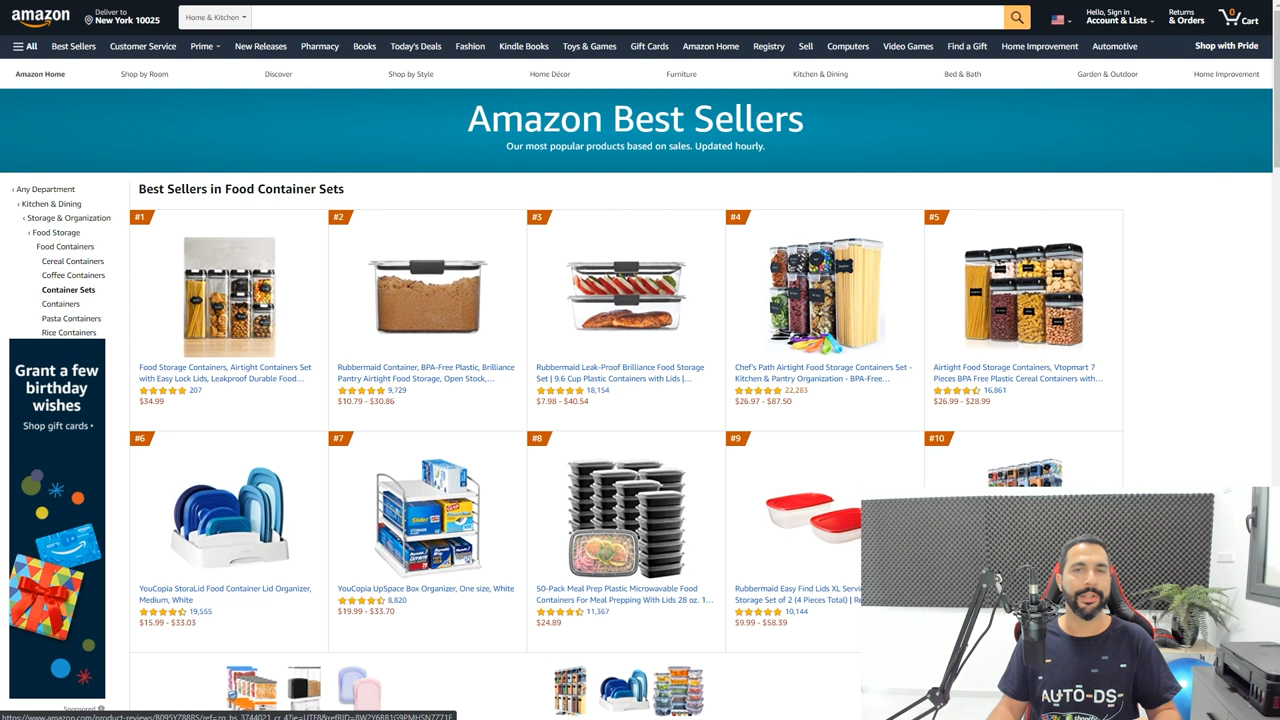 amazon
Deliver to
New York 10025
Home & Kitchen
Hello, Sign in
Account & Lists
Returns
& Orders
0
Cart
All
Best Sellers
Customer Service
Prime
New Releases
Pharmacy
Books
Today's Deals
Fashion
Kindle Books
Toys & Games
Gift Cards
Amazon Home
Registry
Sell
Computers
Video Games
Find a Gift
Home Improvement
Automotive
Shop with Pride
Amazon Home
Shop by Room
Discover
Shop by Style
Home Décor
Furniture
Kitchen & Dining
Bed & Bath
Garden & Outdoor
Home Improvement
Amazon Best Sellers
Our most popular products based on sales. Updated hourly.
‹ Any Department
‹ Kitchen & Dining
‹ Storage & Organization
‹ Food Storage
Food Containers
Cereal Containers
Coffee Containers
Container Sets
Containers
Pasta Containers
Rice Containers
Grant a few
birthday
wishes
Shop gift cards ›
Sponsored
Best Sellers in Food Container Sets
#1
Food Storage Containers, Airtight Containers Set
with Easy Lock Lids, Leakproof Durable Food…
207
$34.99
#2
Rubbermaid Container, BPA-Free Plastic, Brilliance
Pantry Airtight Food Storage, Open Stock,…
9,729
$10.79 - $30.86
#3
Rubbermaid Leak-Proof Brilliance Food Storage
Set | 9.6 Cup Plastic Containers with Lids |…
18,154
$7.98 - $40.54
#4
Chef's Path Airtight Food Storage Containers Set -
Kitchen & Pantry Organization - BPA-Free…
22,283
$26.97 - $87.50
#5
Airtight Food Storage Containers, Vtopmart 7
Pieces BPA Free Plastic Cereal Containers with…
16,861
$26.99 - $28.99
#6
YouCopia StoraLid Food Container Lid Organizer,
Medium, White
19,555
$15.99 - $33.03
#7
Slider
GLAD
YouCopia UpSpace Box Organizer, One size, White
8,820
$19.99 - $33.70
#8
50-Pack Meal Prep Plastic Microwavable Food
Containers For Meal Prepping With Lids 28 oz. 1…
11,367
$24.89
#9
Rubbermaid Easy Find Lids XL Servi
Storage Set of 2 (4 Pieces Total) | Re
10,144
$9.99 - $58.39
#10
AUTO-DS